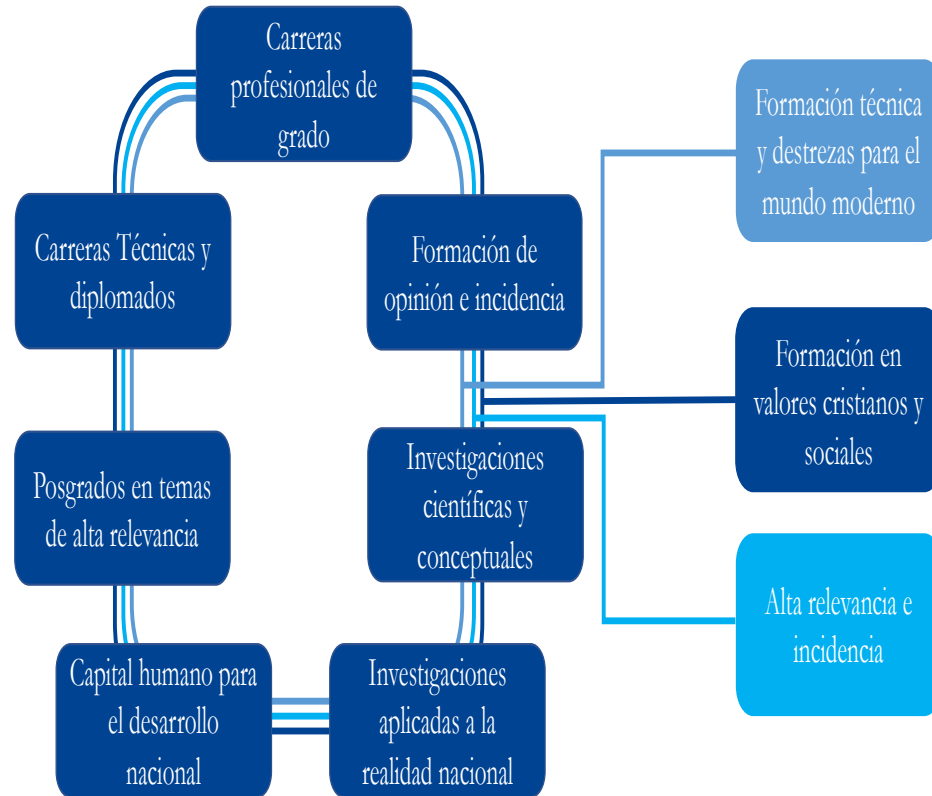 Carreras
profesionales de
grado
Formación técnica
y destrezas para el
mundo moderno
Carreras Técnicas y
diplomados
Formación de
opinión e incidencia
Formación en
valores cristianos y
sociales
Posgrados en temas
de alta relevancia
Investigaciones
científicas y
conceptuales
Alta relevancia e
incidencia
Capital humano para
el desarrollo
nacional
Investigaciones
aplicadas a la
realidad nacional